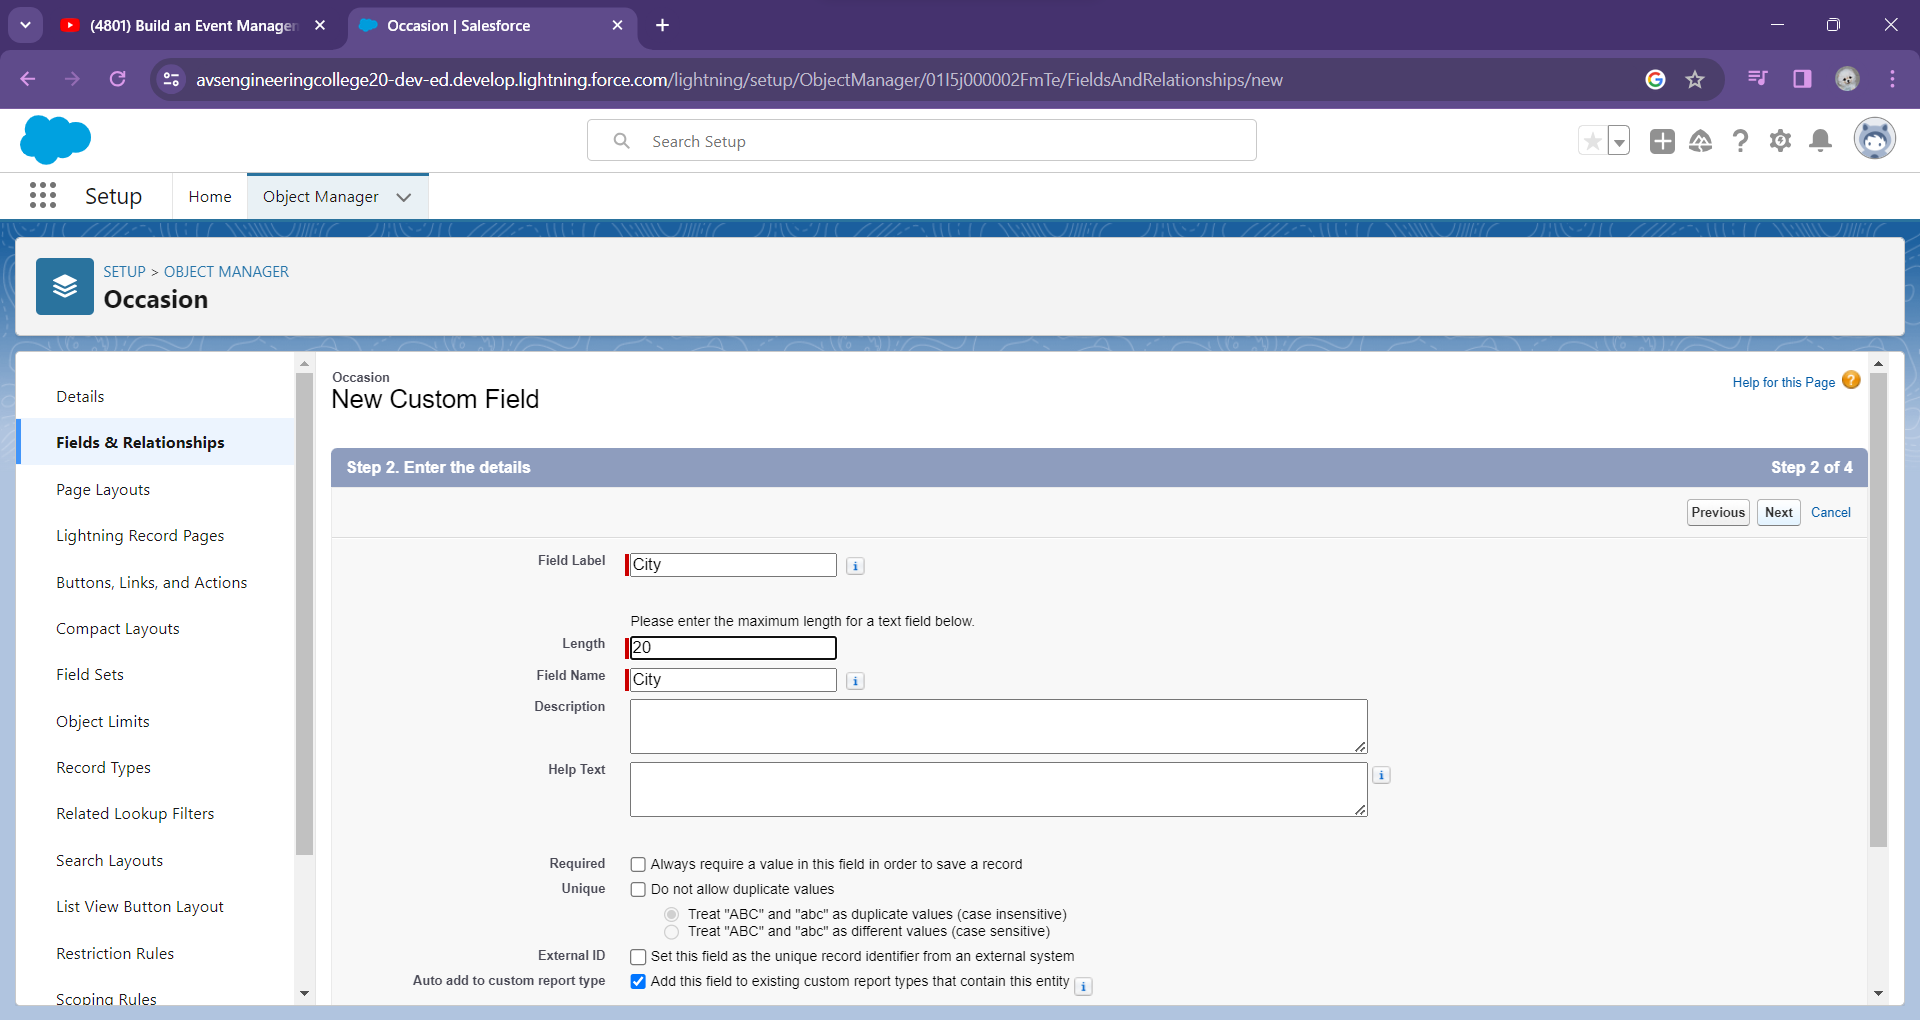 (4801) Build an Event Manager
Occasion | Salesforce
avsengineeringcollege20-dev-ed.develop.lightning.force.com/lightning/setup/ObjectManager/01I5j000002FmTe/FieldsAndRelationships/new
Search Setup
Setup
Home
Object Manager
SETUP > OBJECT MANAGER
Occasion
Details
Fields & Relationships
Page Layouts
Lightning Record Pages
Buttons, Links, and Actions
Compact Layouts
Field Sets
Object Limits
Record Types
Related Lookup Filters
Search Layouts
List View Button Layout
Restriction Rules
Scoping Rules
Occasion
New Custom Field
Help for this Page
Step 2. Enter the details
Step 2 of 4
Previous
Next
Cancel
Field Label
City
Please enter the maximum length for a text field below.
Length
20
Field Name
City
Description
Help Text
Required
Always require a value in this field in order to save a record
Unique
Do not allow duplicate values
Treat "ABC" and "abc" as duplicate values (case insensitive)
Treat "ABC" and "abc" as different values (case sensitive)
External ID
Set this field as the unique record identifier from an external system
Auto add to custom report type
Add this field to existing custom report types that contain this entity